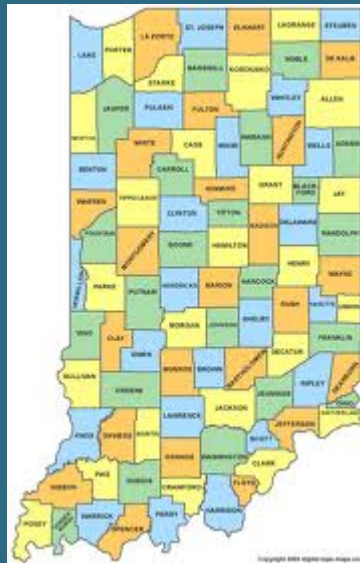 ST. JOSEPH
ELKHART
LAGRANGE
STEUBEN
LAKE
PORTER
LA PORTE
NOBLE
DE KALB
MARSHALL
KOSCIUSKO
STARKE
JASPER
PULASKI
FULTON
WHITLEY
ALLEN
NEWTON
WHITE
CASS
MIAMI
WABASH
HUNTINGTON
WELLS
ADAMS
BENTON
CARROLL
WARREN
TIPPECANOE
HOWARD
GRANT
BLACK-
FORD
JAY
CLINTON
TIPTON
MADISON
DELAWARE
RANDOLPH
FOUNTAIN
MONTGOMERY
BOONE
HAMILTON
HENRY
WAYNE
VERMILLION
PARKE
PUTNAM
HENDRICKS
MARION
HANCOCK
RUSH
FAYETTE
UNION
VIGO
CLAY
MORGAN
JOHNSON
SHELBY
FRANKLIN
OWEN
SULLIVAN
GREENE
MONROE
BROWN
BARTHOLOMEW
DECATUR
RIPLEY
DEARBORN
JENNINGS
OHIO
SWITZERLAND
KNOX
DAVIESS
MARTIN
LAWRENCE
JACKSON
JEFFERSON
SCOTT
ORANGE
WASHINGTON
CLARK
GIBSON
PIKE
DUBOIS
CRAWFORD
FLOYD
HARRISON
POSEY
WARRICK
SPENCER
PERRY